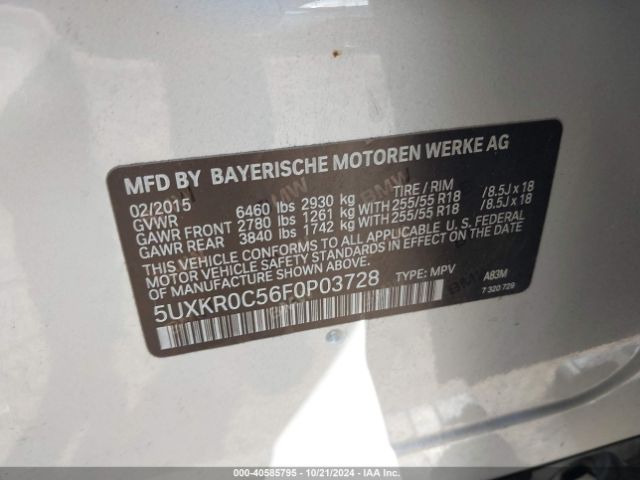 MFD BY BAYERISCHE MOTOREN WERKE AG
02/2015 TIRE / RIM
GVWR 6460 lbs 2930 kg
GAWR FRONT 2780 lbs 1261 kg WITH 255/55 R18 /8.5J x 18
GAWR REAR 3840 lbs 1742 kg WITH 255/55 R18 /8.5J x 18
THIS VEHICLE CONFORMS TO ALL APPLICABLE U.S. FEDERAL
MOTOR VEHICLE SAFETY STANDARDS IN EFFECT ON THE DATE
OF MANUFACTURE SHOWN ABOVE.
5UXKR0C56F0P03728 TYPE: MPV A83M
7 320 729
BMW
BMW
BMW
000-40585795 - 10/21/2024 - IAA Inc.